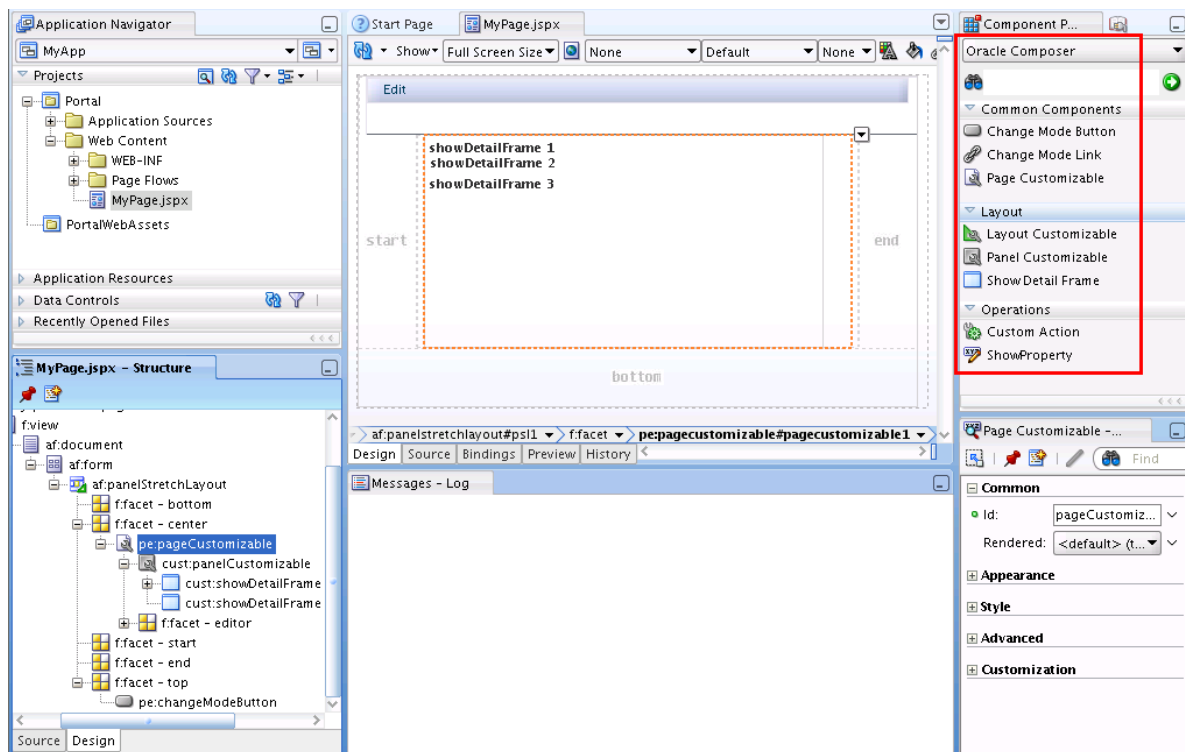 Application Navigator
MyApp
Projects
Portal
Application Sources
Web Content
WEB-INF
Page Flows
MyPage.jspx
PortalWebAssets
Application Resources
Data Controls
Recently Opened Files
MyPage.jspx - Structure
f:view
af:document
af:form
af:panelStretchLayout
f:facet - bottom
f:facet - center
pe:pageCustomizable
cust:panelCustomizable
cust:showDetailFrame
cust:showDetailFrame
f:facet - editor
f:facet - start
f:facet - end
f:facet - top
pe:changeModeButton
Source Design
Start Page MyPage.jspx
Show Full Screen Size None Default None
Edit
showDetailFrame 1
showDetailFrame 2
showDetailFrame 3
start
end
bottom
af:panelstretchlayout#psl1 f:facet pe:pagecustomizable#pagecustomizable1
Design Source Bindings Preview History
Messages - Log
Component P...
Oracle Composer
Common Components
Change Mode Button
Change Mode Link
Page Customizable
Layout
Layout Customizable
Panel Customizable
Show Detail Frame
Operations
Custom Action
ShowProperty
Page Customizable -...
Find
Common
Id: pageCustomiz...
Rendered: <default> (t...
Appearance
Style
Advanced
Customization